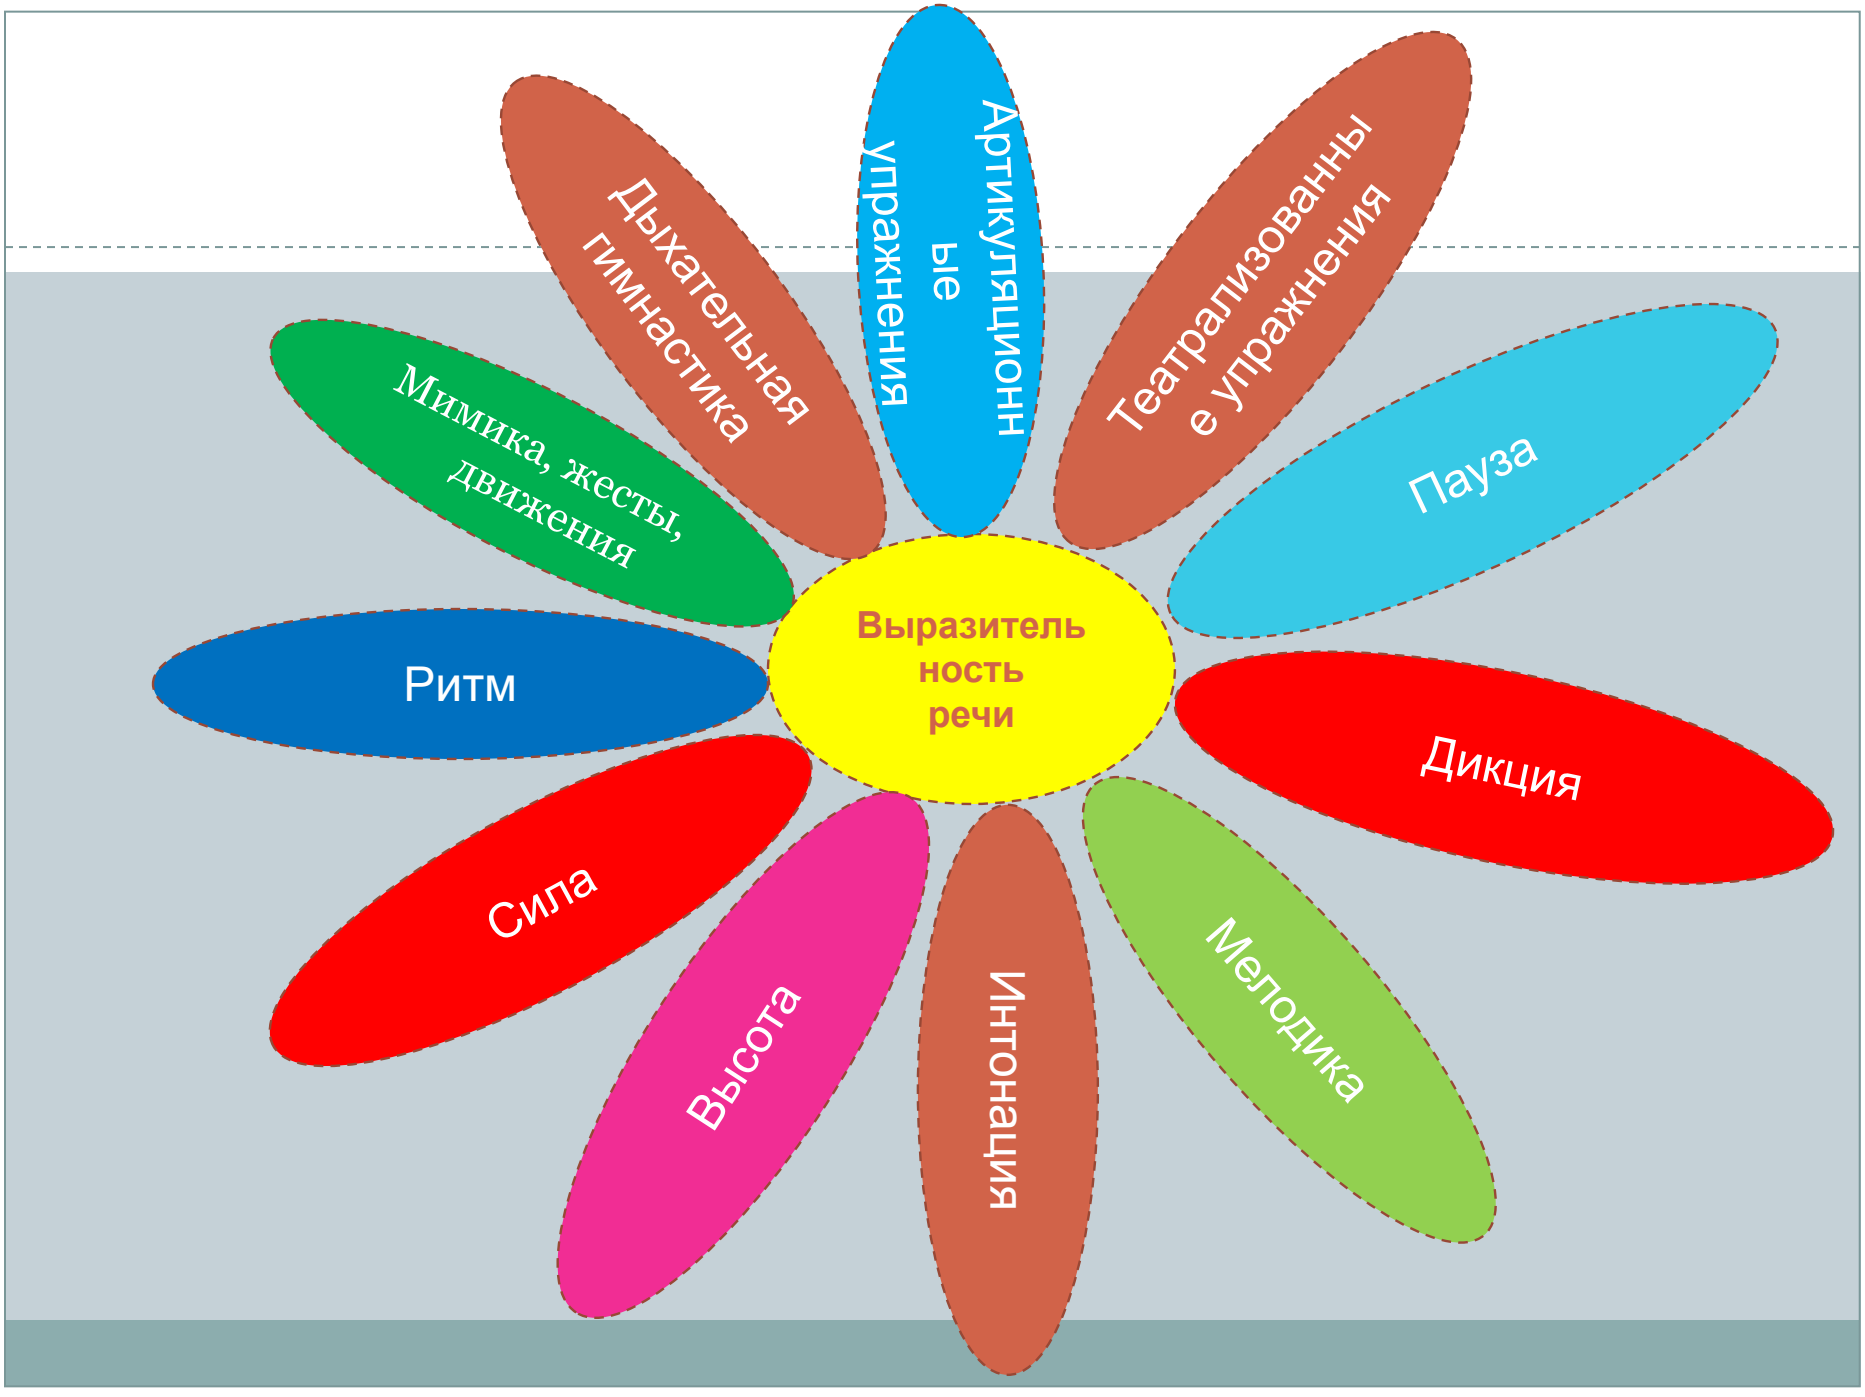 Артикуляционн
ые
упражнения
Театрализованны
е упражнения
Пауза
Дикция
Мелодика
Интонация
Высота
Сила
Ритм
Мимика, жесты,
движения
Дыхательная
гимнастика
Выразитель
ность
речи